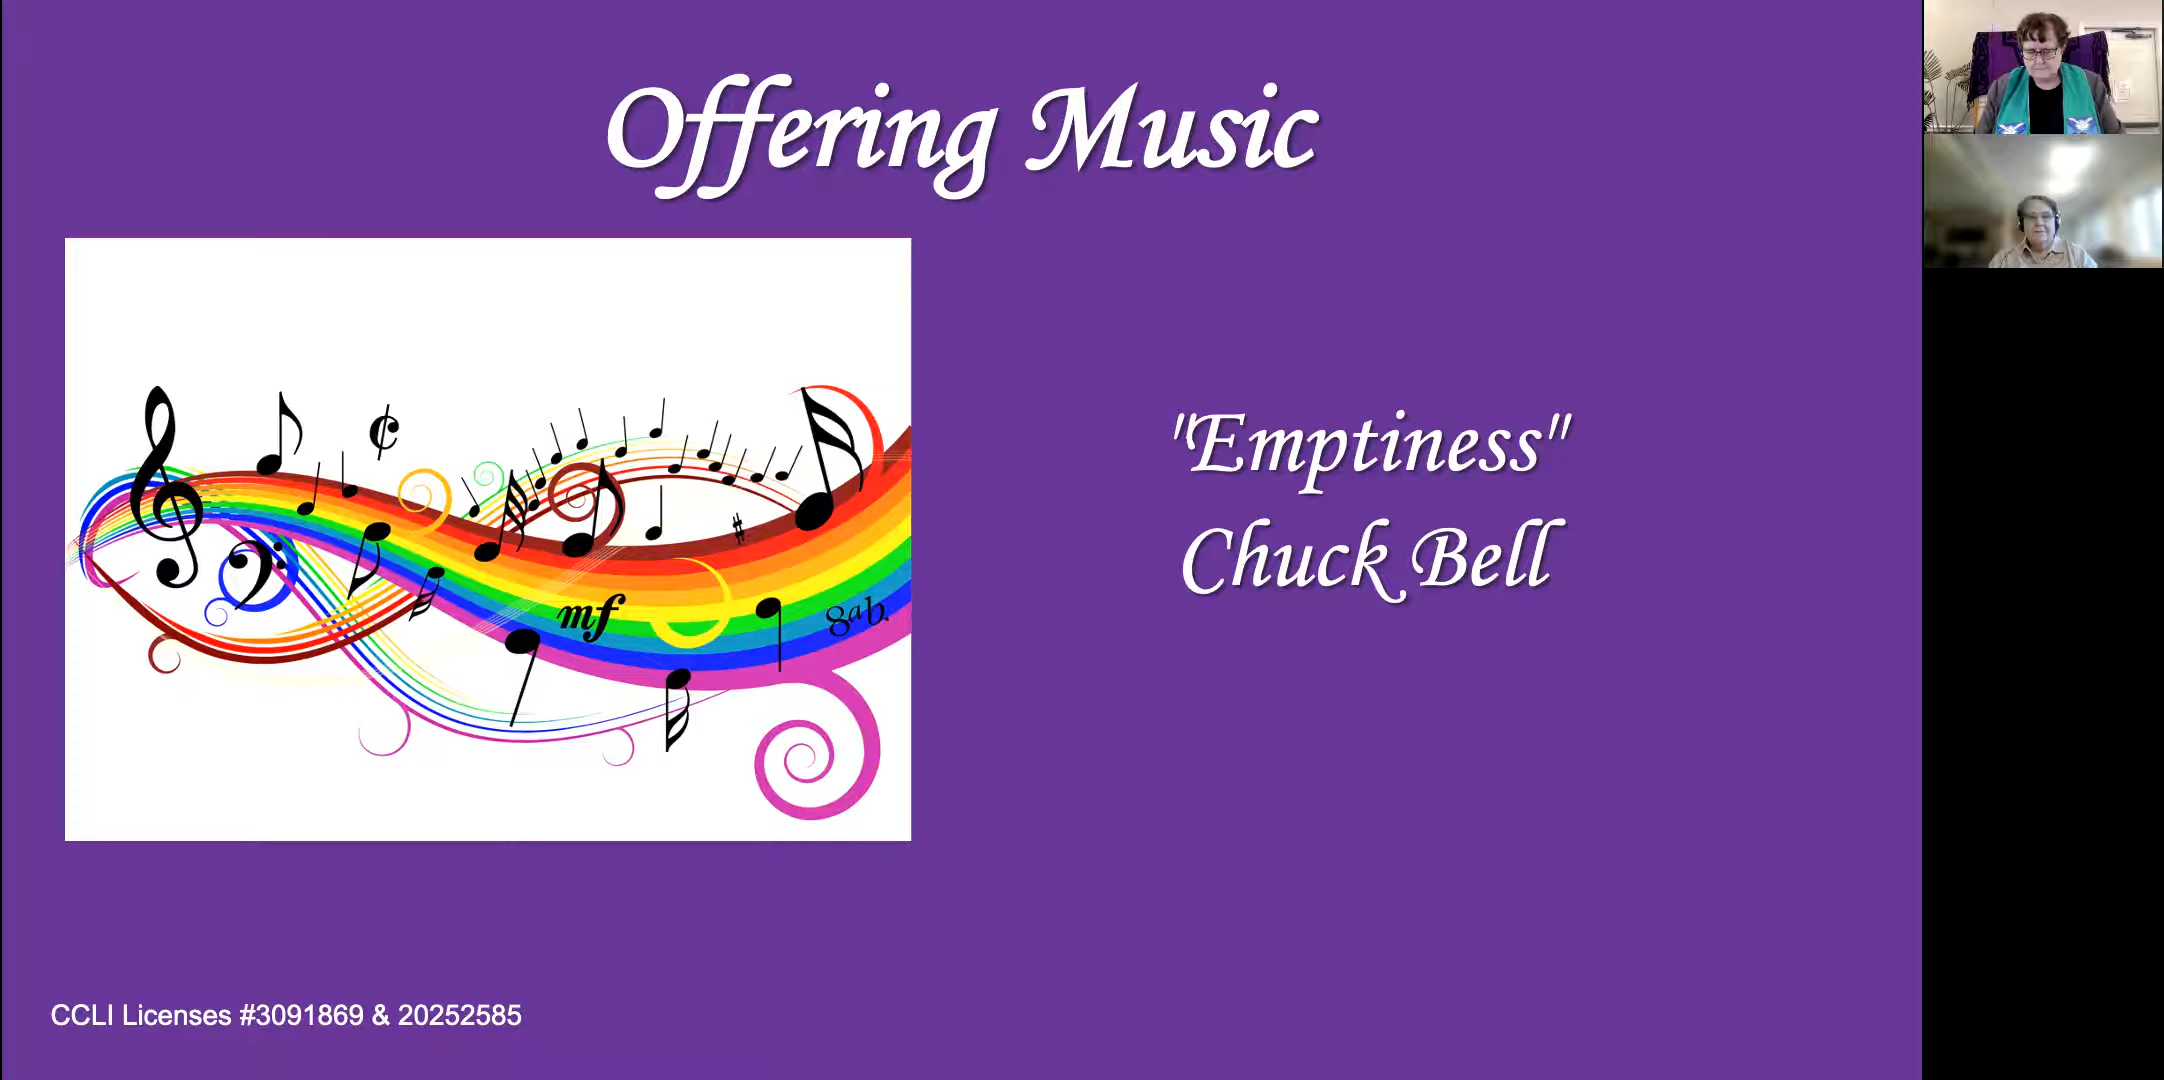 Offering Music
"Emptiness"
Chuck Bell
mf
8ab.
CCLI Licenses #3091869 & 20252585